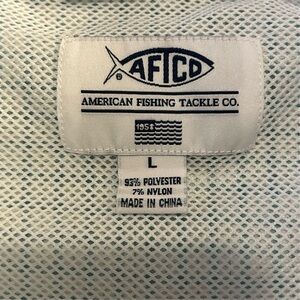 AFTCO
®
AMERICAN FISHING TACKLE CO.
1958
L
93% POLYESTER
7% NYLON
MADE IN CHINA